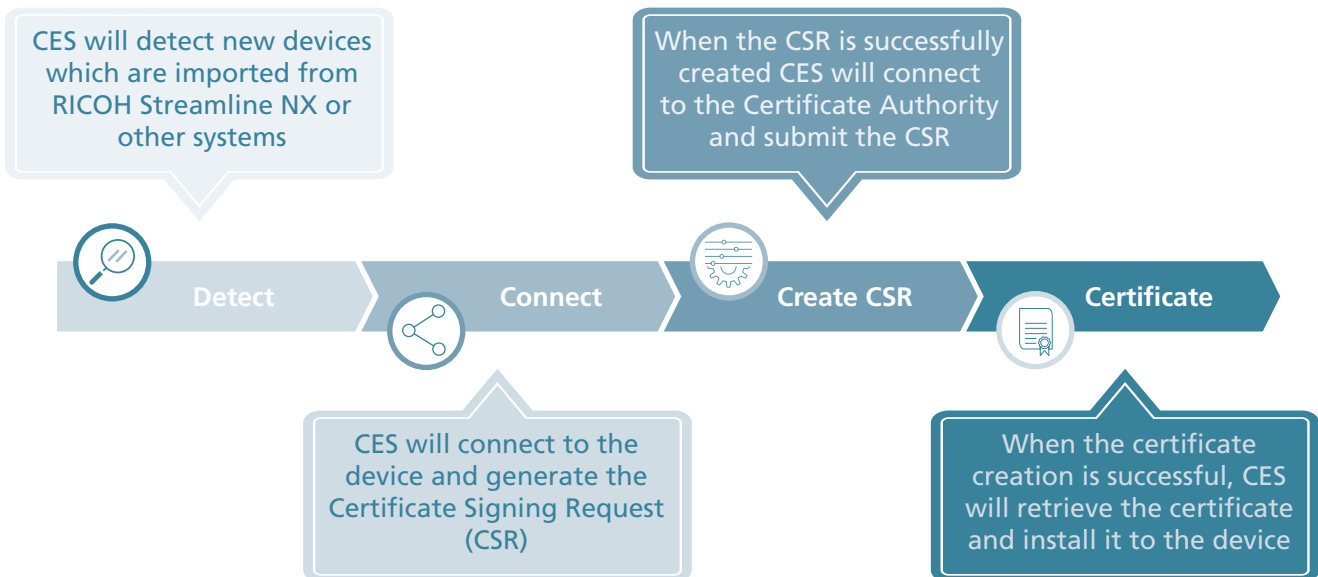 CES will detect new devices
which are imported from
RICOH Streamline NX or
other systems
When the CSR is successfully
created CES will connect
to the Certificate Authority
and submit the CSR
Detect
Connect
Create CSR
Certificate
CES will connect to the
device and generate the
Certificate Signing Request
(CSR)
When the certificate
creation is successful, CES
will retrieve the certificate
and install it to the device